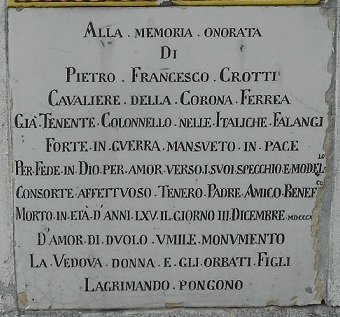 Alla · memoria · onorata
Di
Pietro · Francesco · Crotti
Cavaliere · della · Corona · Ferrea
Già · Tenente · Colonnello · nelle · Italiche · Falangi
Forte · in · gverra · mansveto · in · pace
Per · Fede · in · Dio · per · amor · verso · i · svoi · specchio · e · model lo
Consorte · affettvoso · Tenero · Padre · Amico · Benefi co
Morto · in · età · d'anni · LXV · il · giorno · III · Dicembre ·
D'amor · di · dvolo · vmile · monvmento
La · Vedova · donna · e · gli · orbati · Figli
Lagrimando · pongono